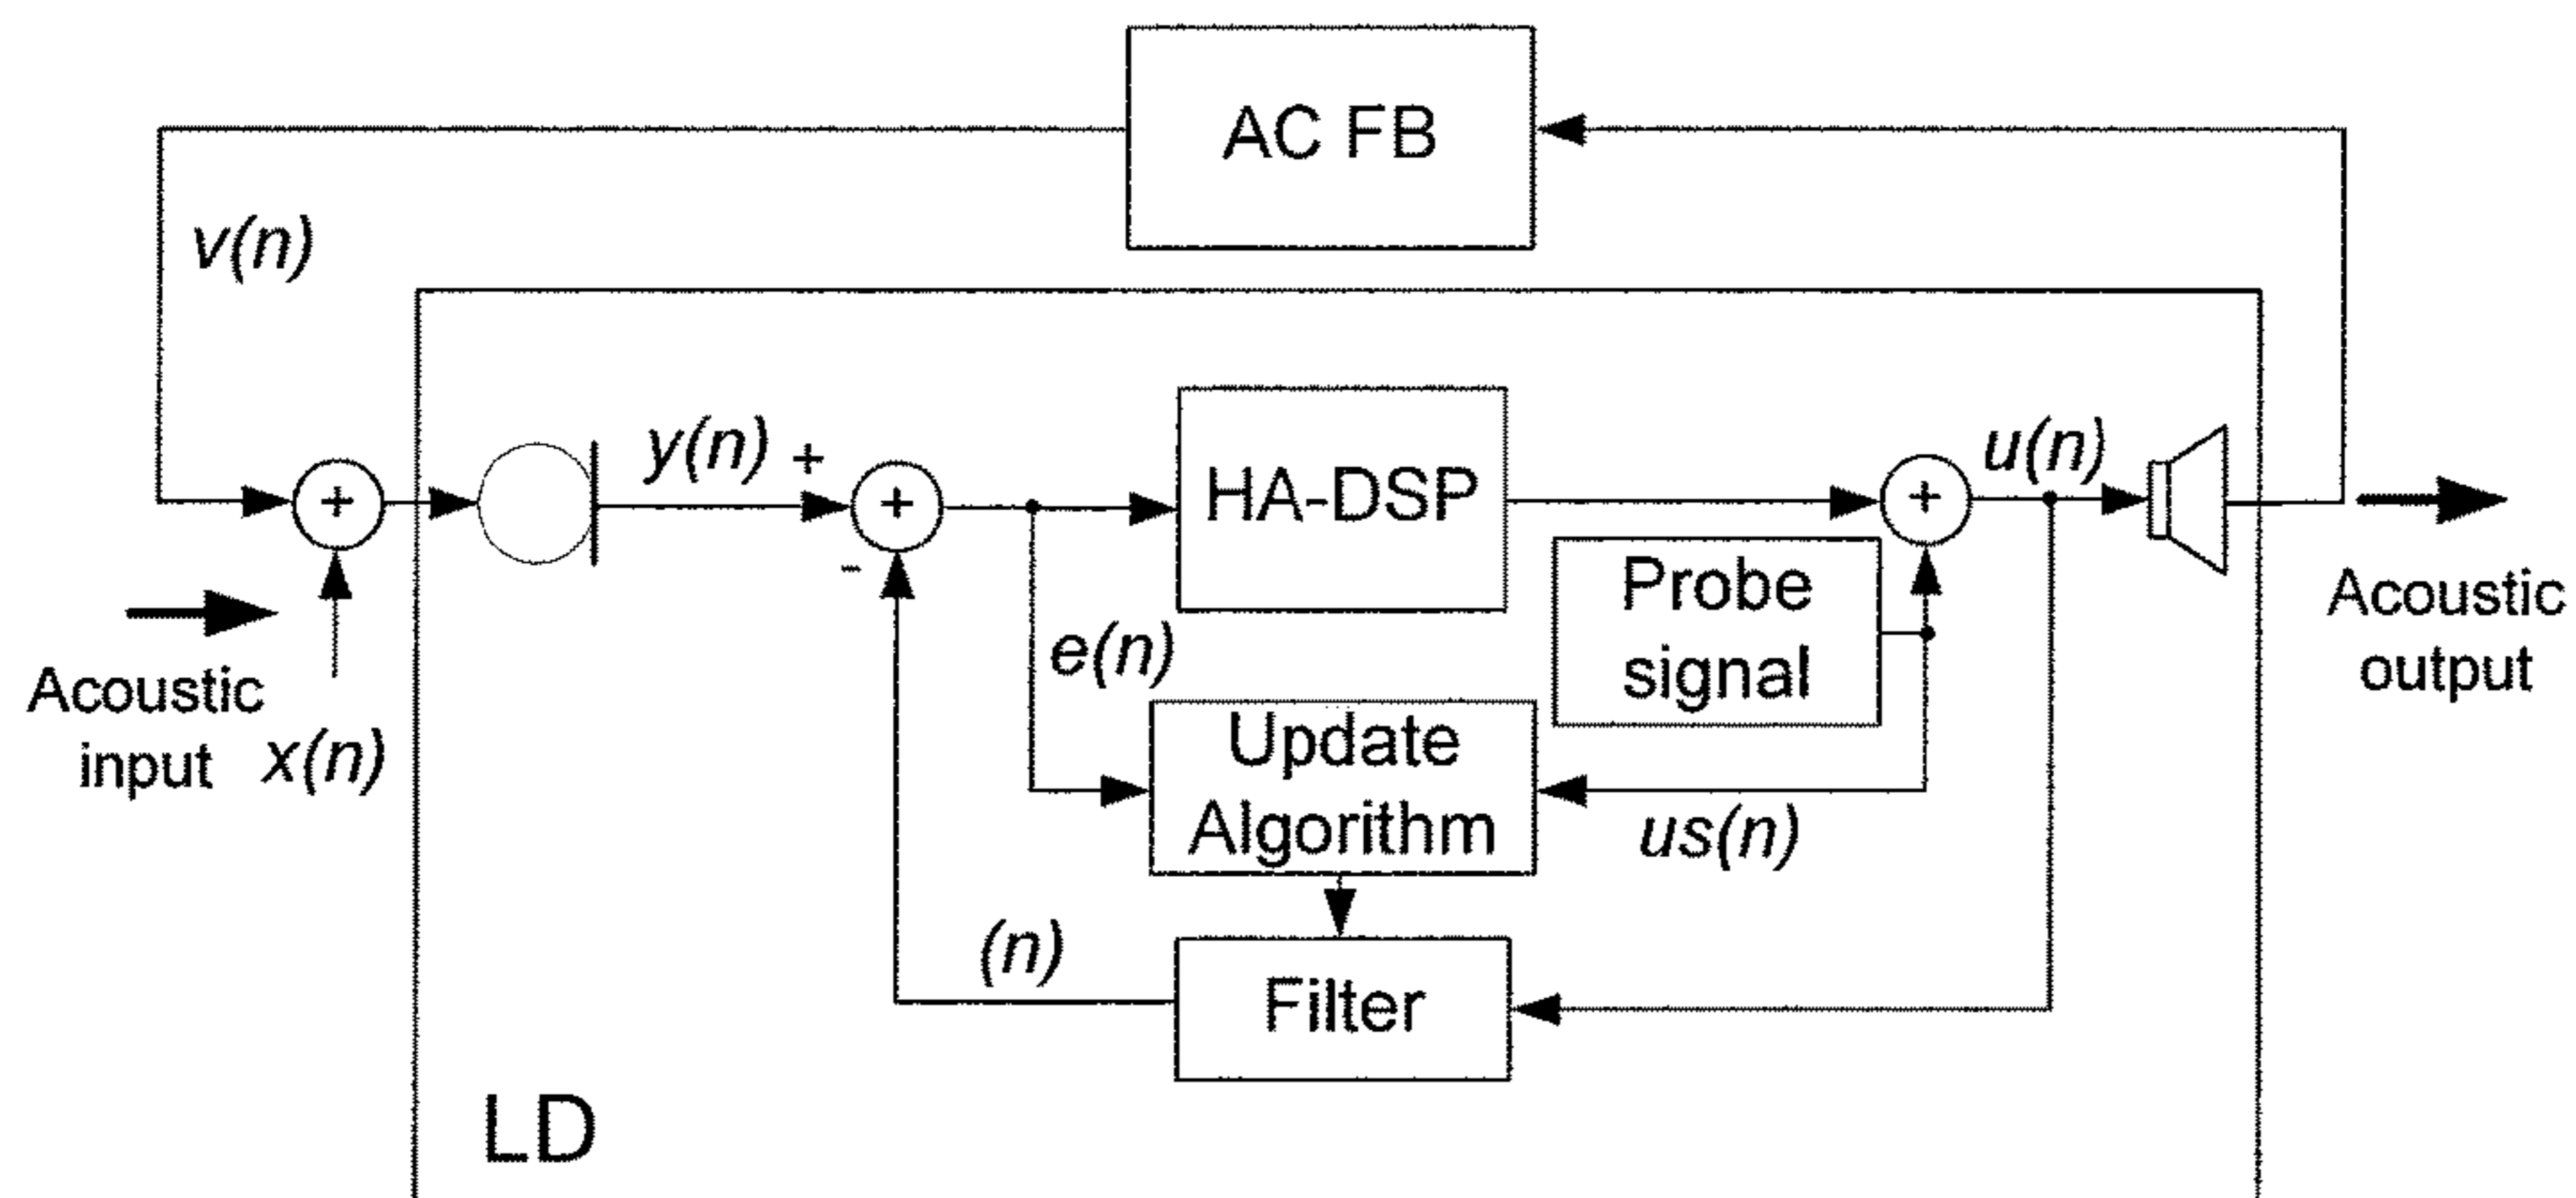 AC FB
v(n)
y(n)
+
+
+
-
HA-DSP
+
u(n)
Probe
signal
Acoustic
input
x(n)
e(n)
Update
Algorithm
us(n)
Acoustic
output
(n)
Filter
LD